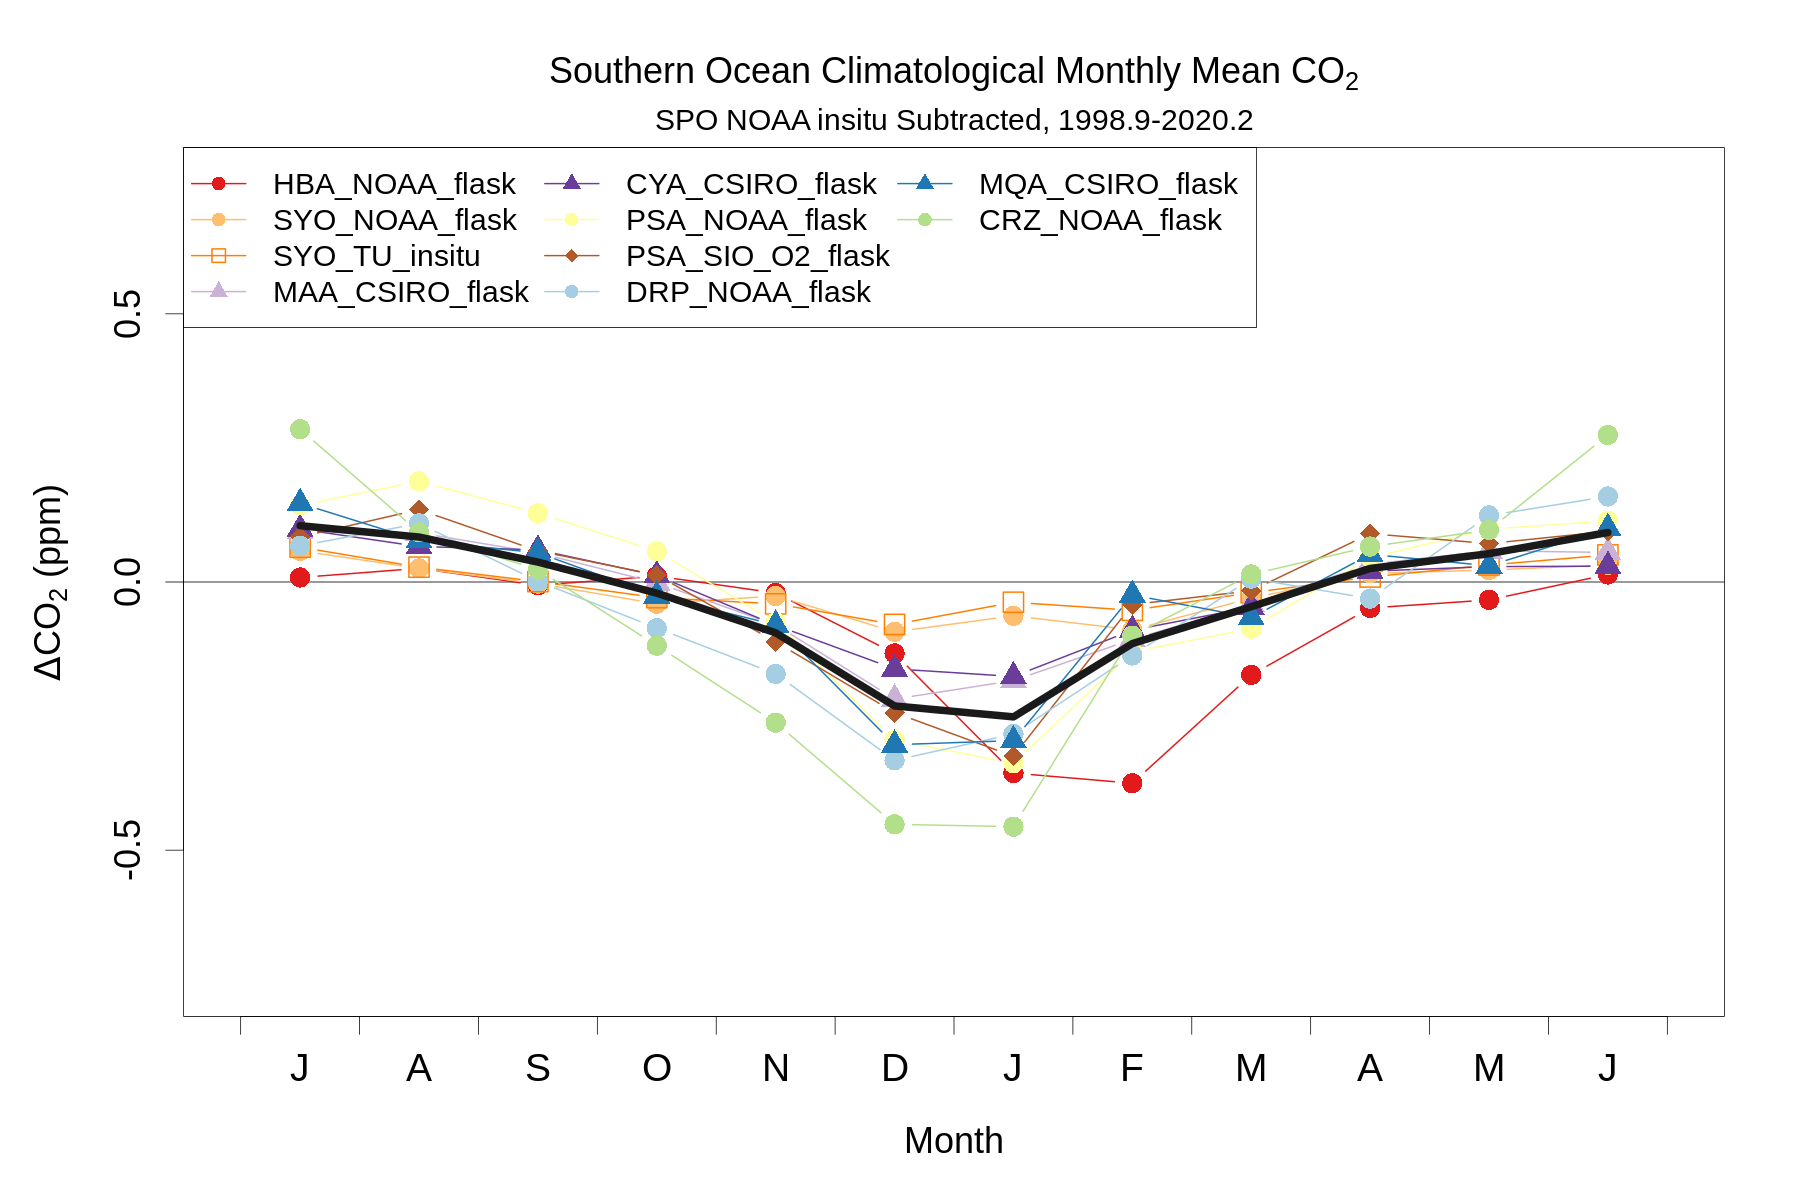 Southern Ocean Climatological Monthly Mean CO₂
SPO NOAA insitu Subtracted, 1998.9-2020.2
HBA_NOAA_flask CYA_CSIRO_flask MQA_CSIRO_flask
SYO_NOAA_flask PSA_NOAA_flask CRZ_NOAA_flask
SYO_TU_insitu PSA_SIO_O2_flask
MAA_CSIRO_flask DRP_NOAA_flask
ΔCO₂ (ppm)
0.5
0.0
-0.5
J A S O N D J F M A M J
Month